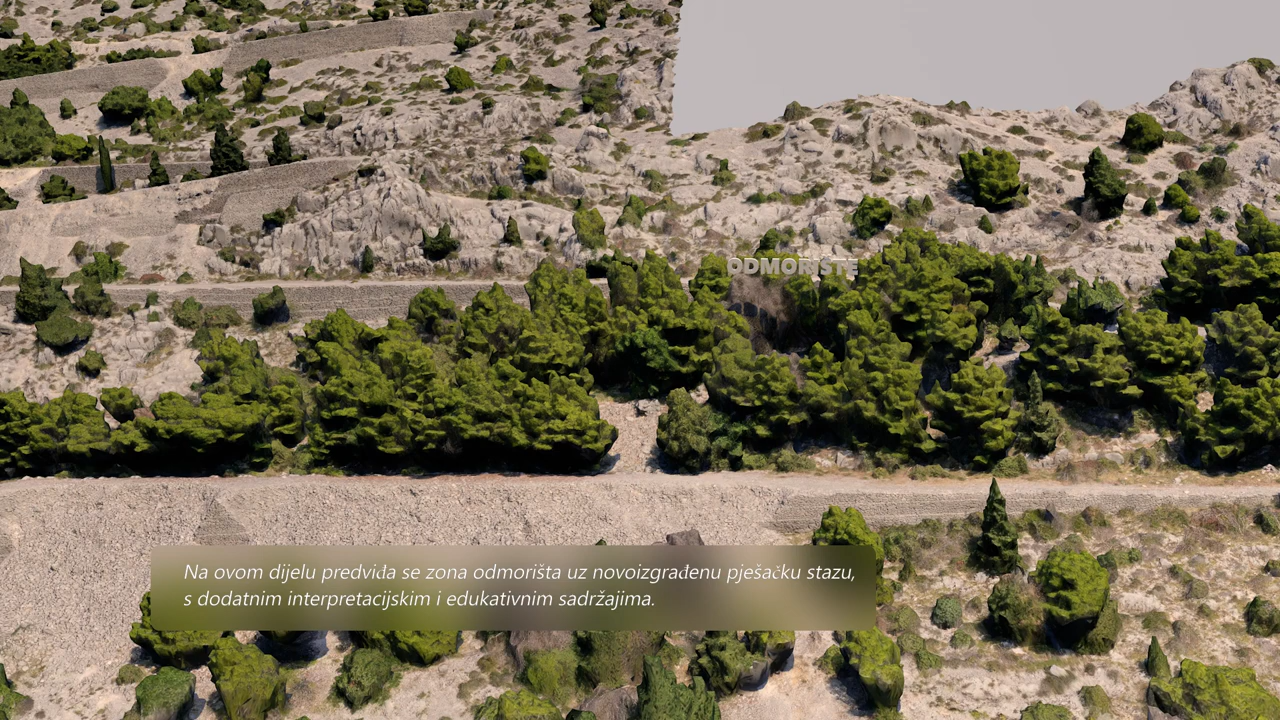 ODMORIŠTE
Na ovom dijelu predviđa se zona odmorišta uz novoizgrađenu pješačku stazu,
s dodatnim interpretacijskim i edukativnim sadržajima.